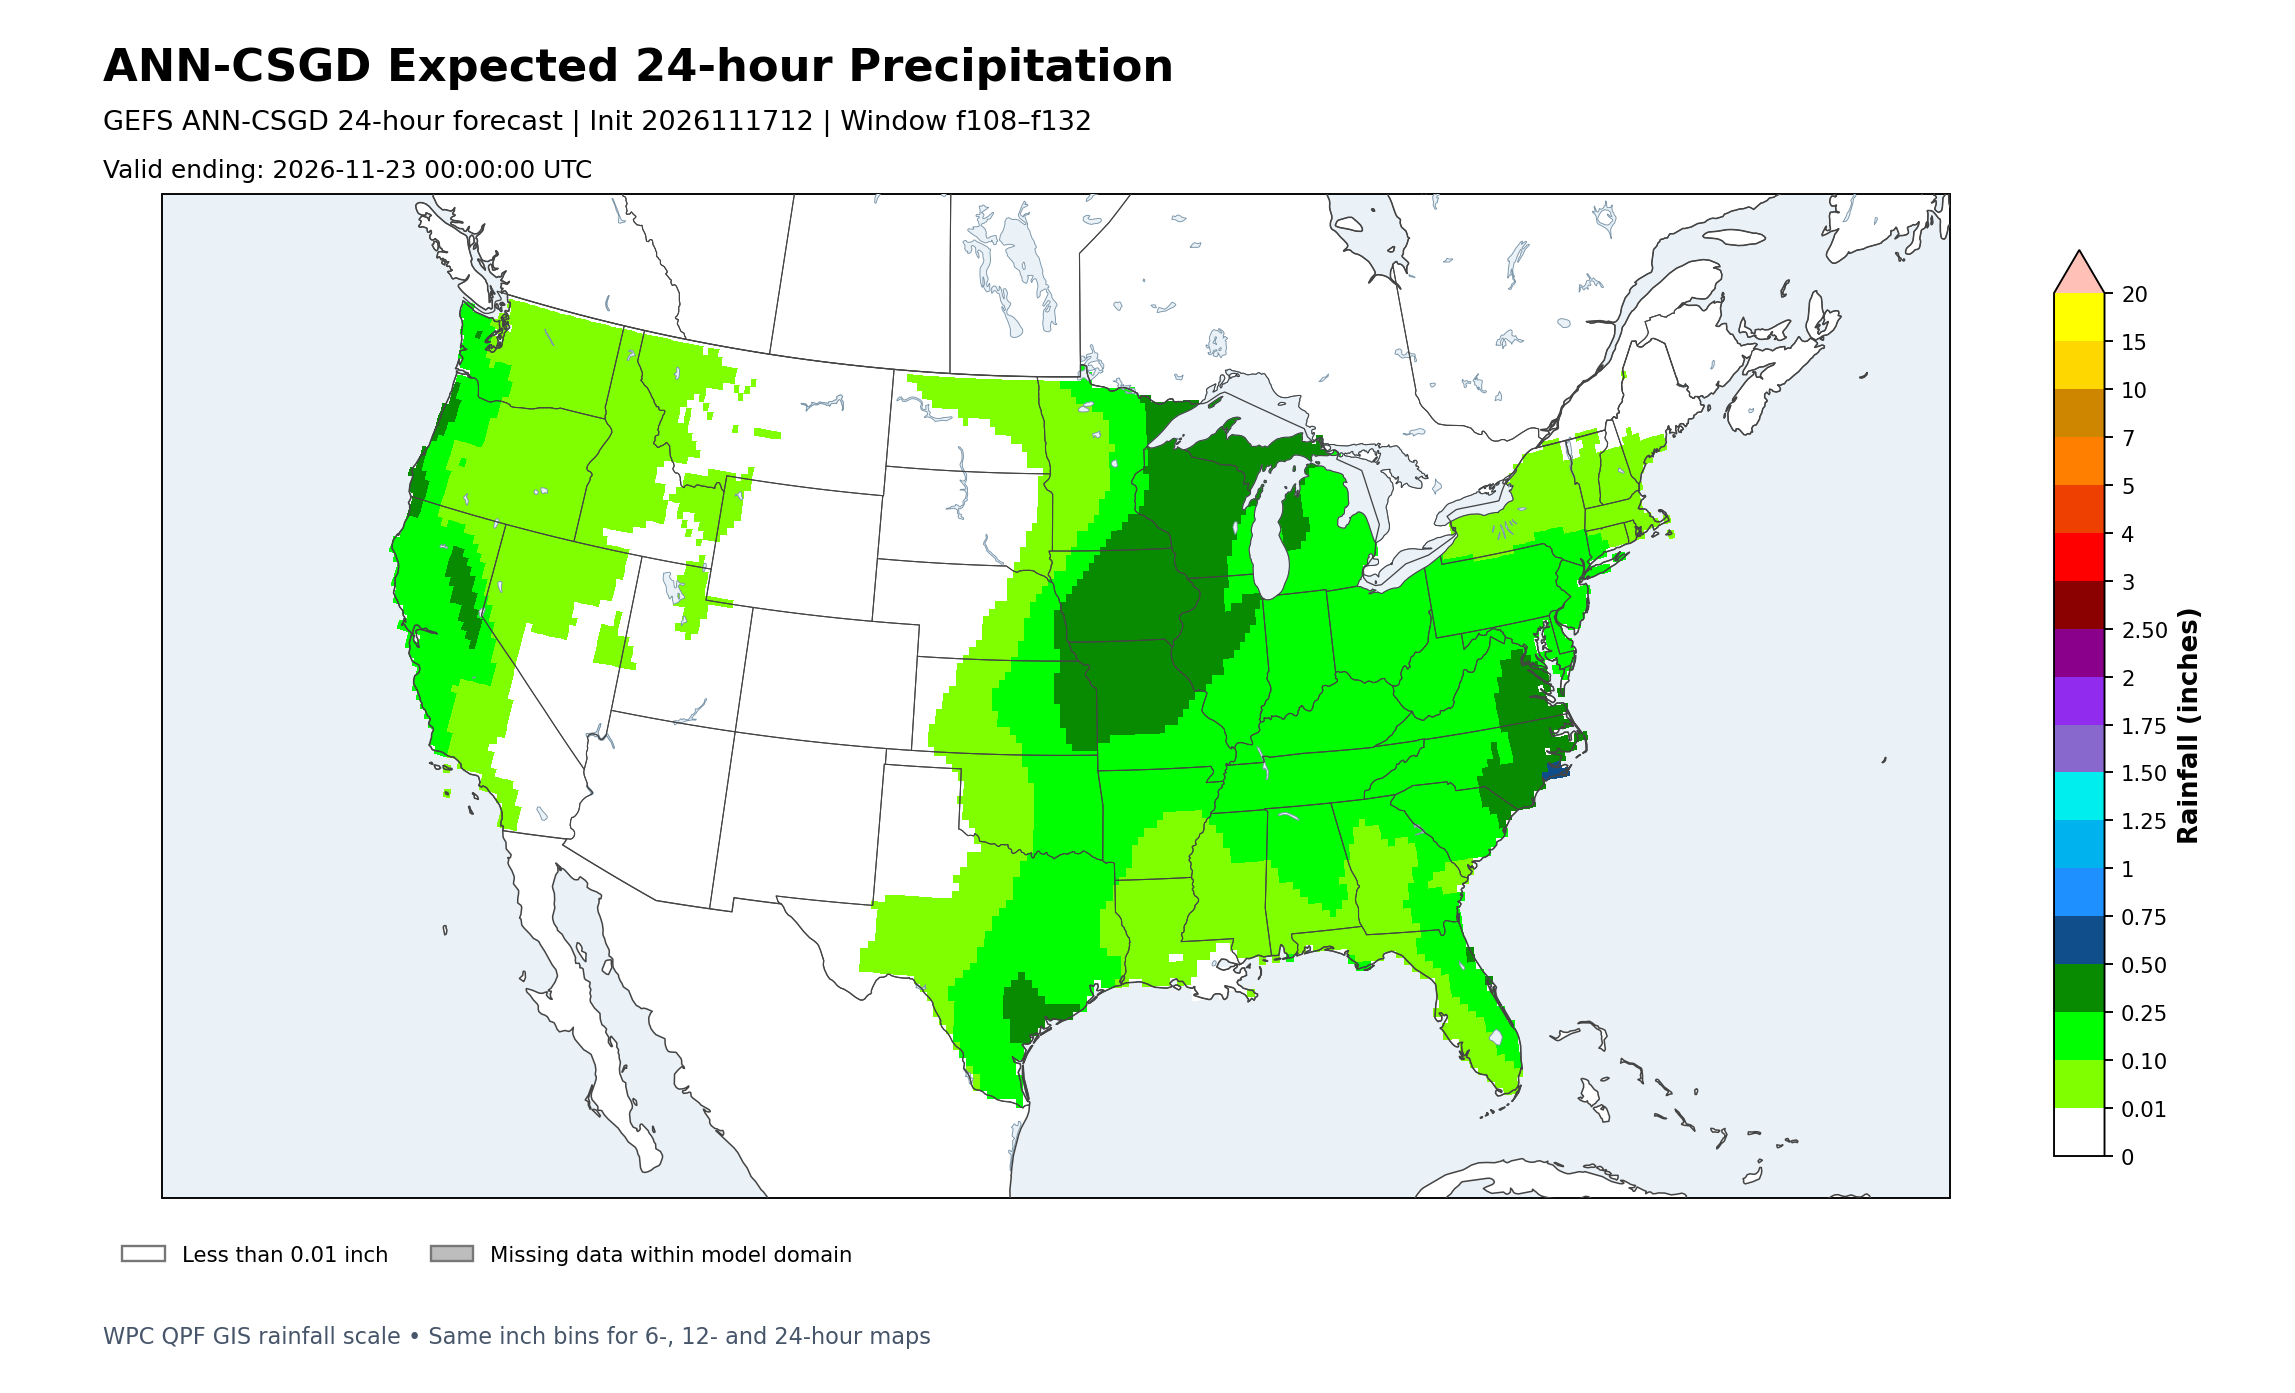 ANN-CSGD Expected 24-hour Precipitation
GEFS ANN-CSGD 24-hour forecast | Init 2026111712 | Window f108–f132
Valid ending: 2026-11-23 00:00:00 UTC
20
15
10
7
5
4
3
2.50
2
1.75
1.50
1.25
1
0.75
0.50
0.25
0.10
0.01
0
Rainfall (inches)
Less than 0.01 inch
Missing data within model domain
WPC QPF GIS rainfall scale • Same inch bins for 6-, 12- and 24-hour maps